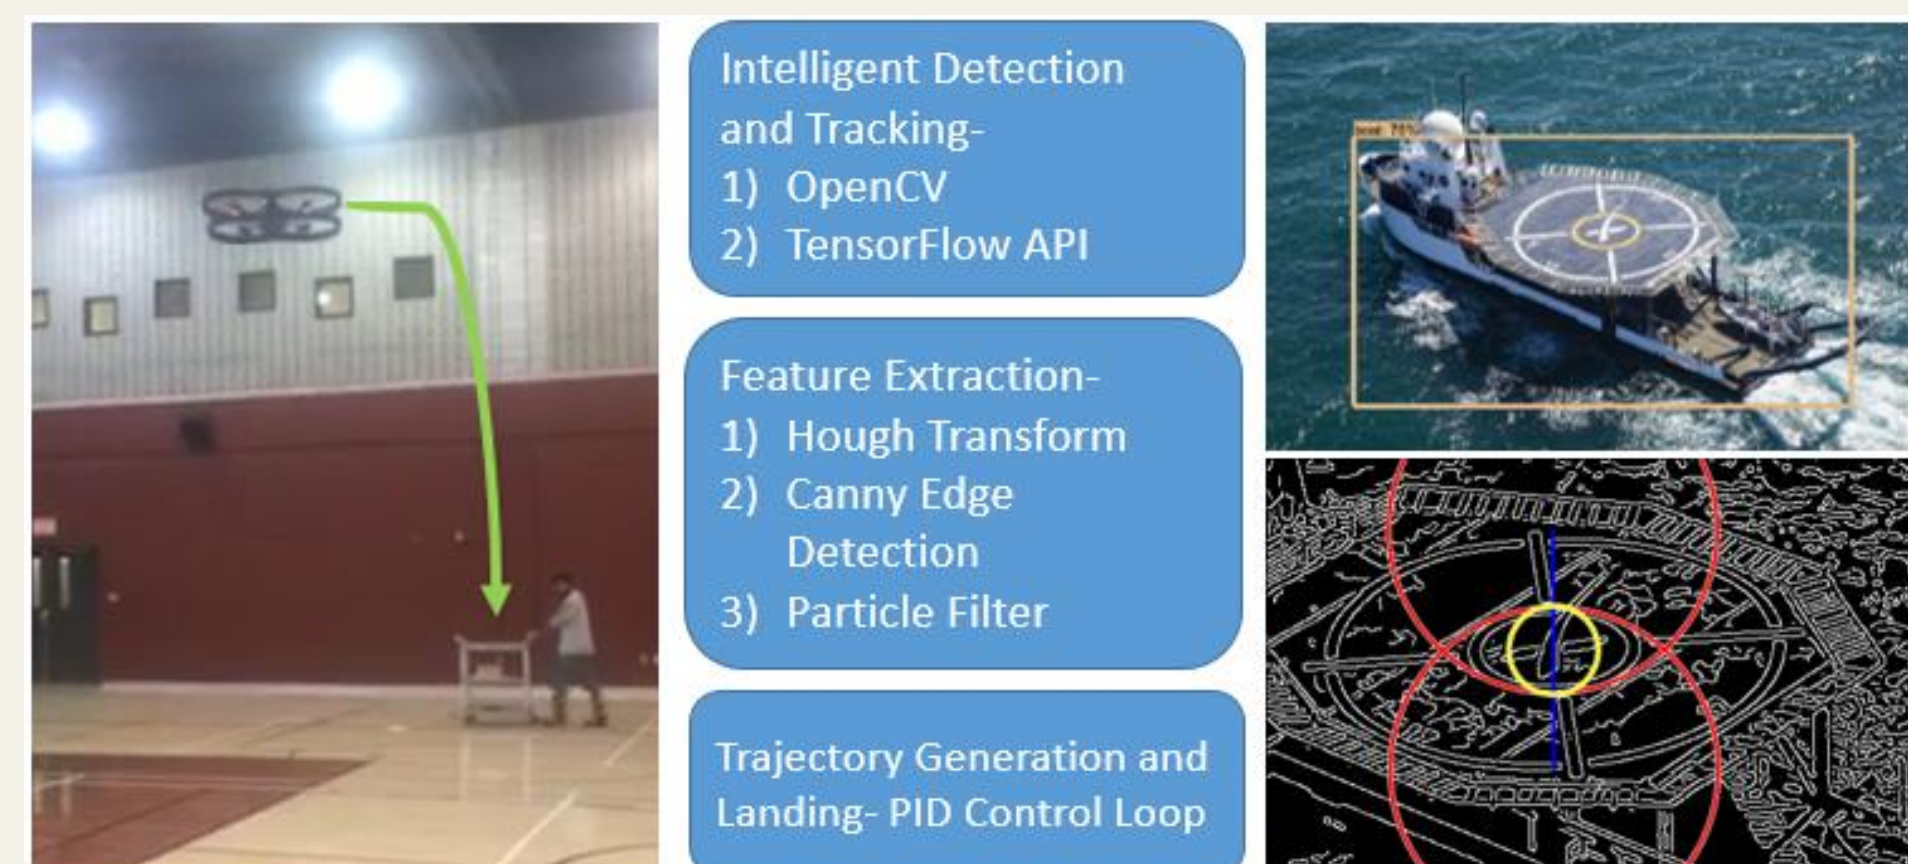 Intelligent Detection
and Tracking-
1) OpenCV
2) TensorFlow API
Feature Extraction-
1) Hough Transform
2) Canny Edge
Detection
3) Particle Filter
Trajectory Generation and
Landing- PID Control Loop